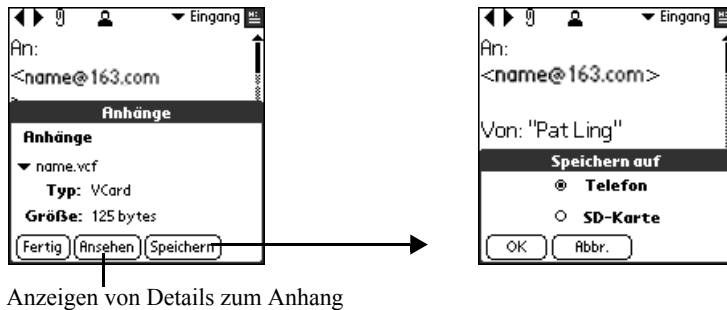 Eingang
An:
<name@163.com
>
Anhänge
Anhänge
name.vcf
Typ: VCard
Größe: 125 bytes
Fertig Ansehen Speichern
Eingang
An:
<name@163.com>
Von: "Pat Ling"
Speichern auf
Telefon
SD-Karte
OK Abbr.
Anzeigen von Details zum Anhang